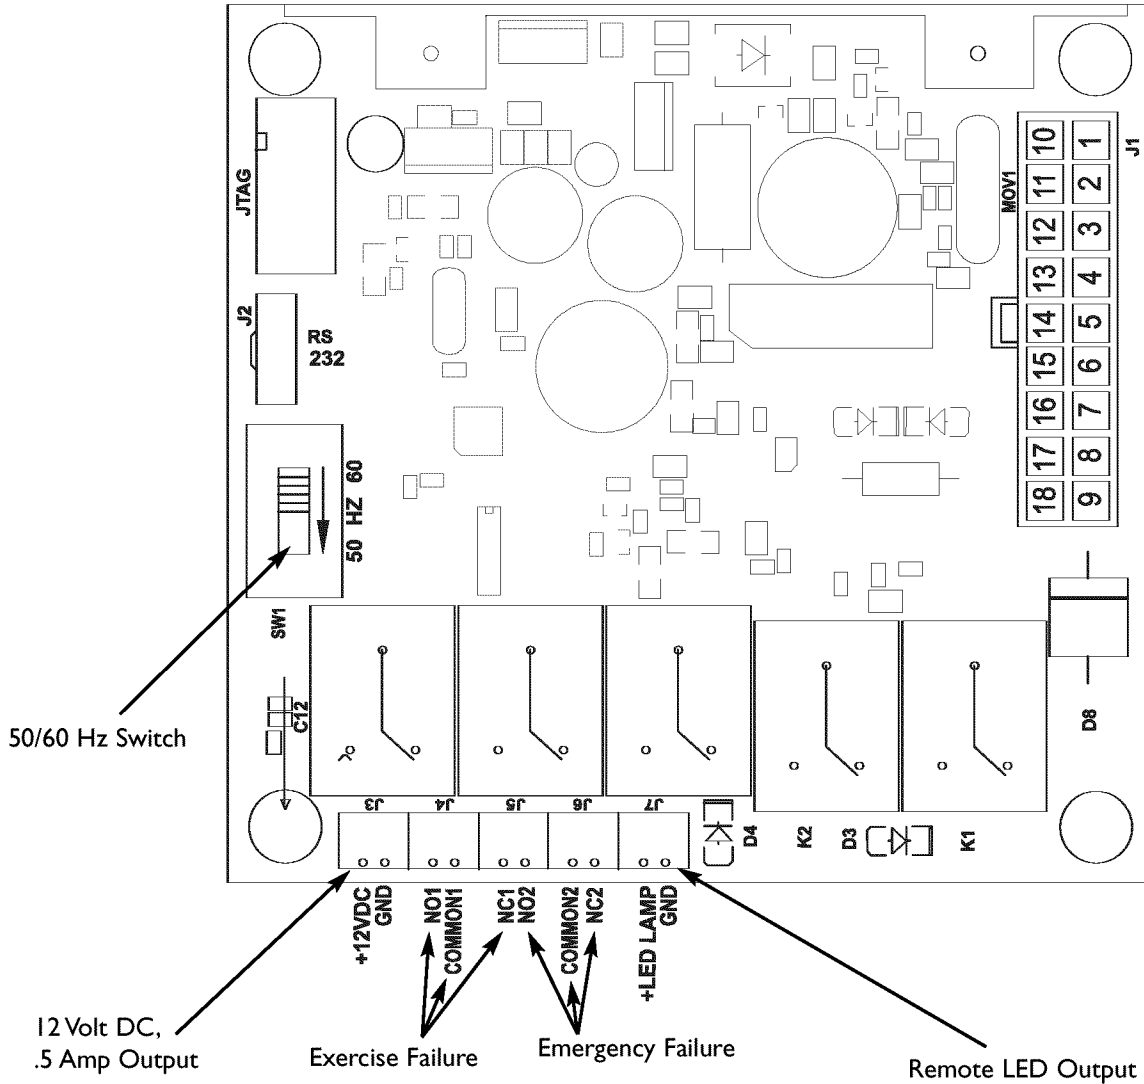 JTAG
J2
RS
232
MOV1
J1
10 1
11 2
12 3
13 4
14 5
15 6
16 7
17 8
18 9
50 HZ 60
SW1
C12
50/60 Hz Switch
D8
J3
J4
J5
J6
J7
D4
K2
D3
K1
+12VDC
GND
NO1
COMMON1
NC1
NO2
COMMON2
NC2
+LED LAMP
GND
12 Volt DC,
.5 Amp Output
Exercise Failure
Emergency Failure
Remote LED Output